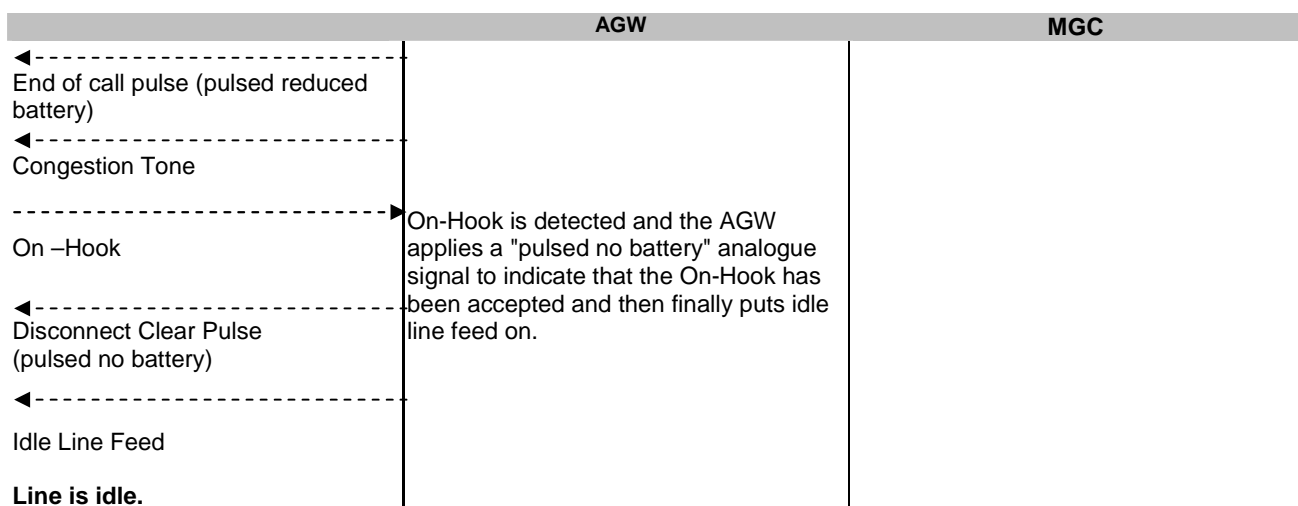 AGW
MGC
End of call pulse (pulsed reduced
battery)
Congestion Tone
On –Hook
On-Hook is detected and the AGW
applies a "pulsed no battery" analogue
signal to indicate that the On-Hook has
been accepted and then finally puts idle
line feed on.
Disconnect Clear Pulse
(pulsed no battery)
Idle Line Feed
Line is idle.